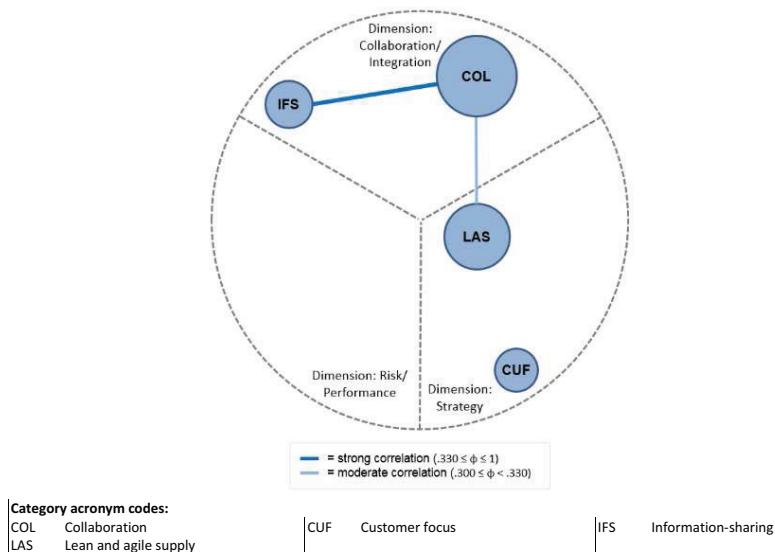 Dimension:
Collaboration/
Integration
COL
IFS
LAS
CUF
Dimension: Risk/
Performance
Dimension:
Strategy
= strong correlation (.330 ≤ ϕ ≤ 1)
= moderate correlation (.300 ≤ ϕ < .330)
Category acronym codes:
COL Collaboration CUF Customer focus IFS Information-sharing
LAS Lean and agile supply